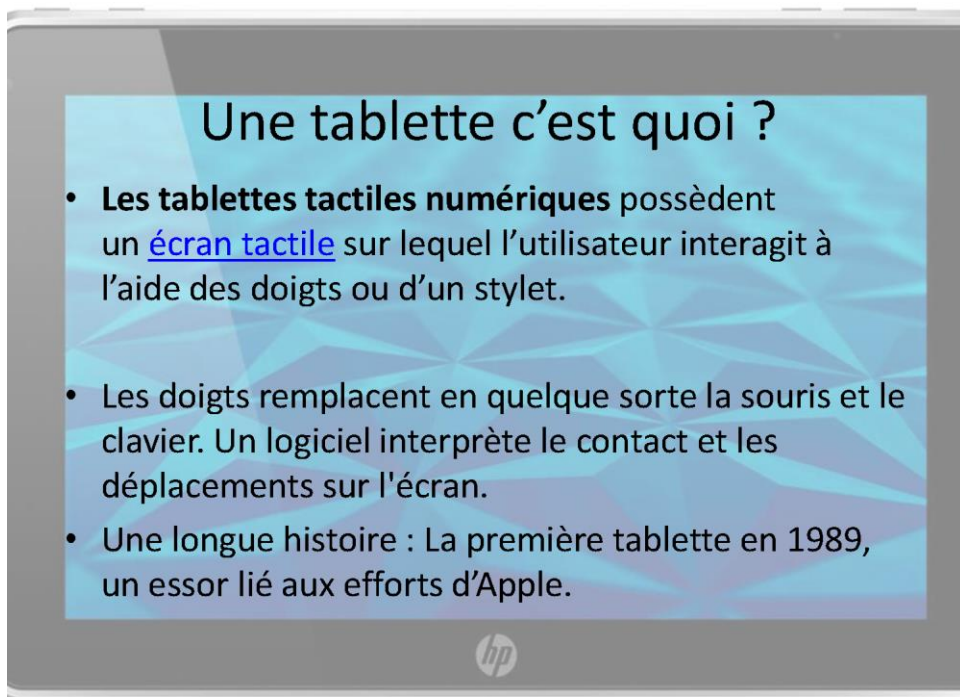 Une tablette c’est quoi ?
• Les tablettes tactiles numériques possèdent
un écran tactile sur lequel l’utilisateur interagit à
l’aide des doigts ou d’un stylet.
• Les doigts remplacent en quelque sorte la souris et le
clavier. Un logiciel interprète le contact et les
déplacements sur l'écran.
• Une longue histoire : La première tablette en 1989,
un essor lié aux efforts d’Apple.
hp